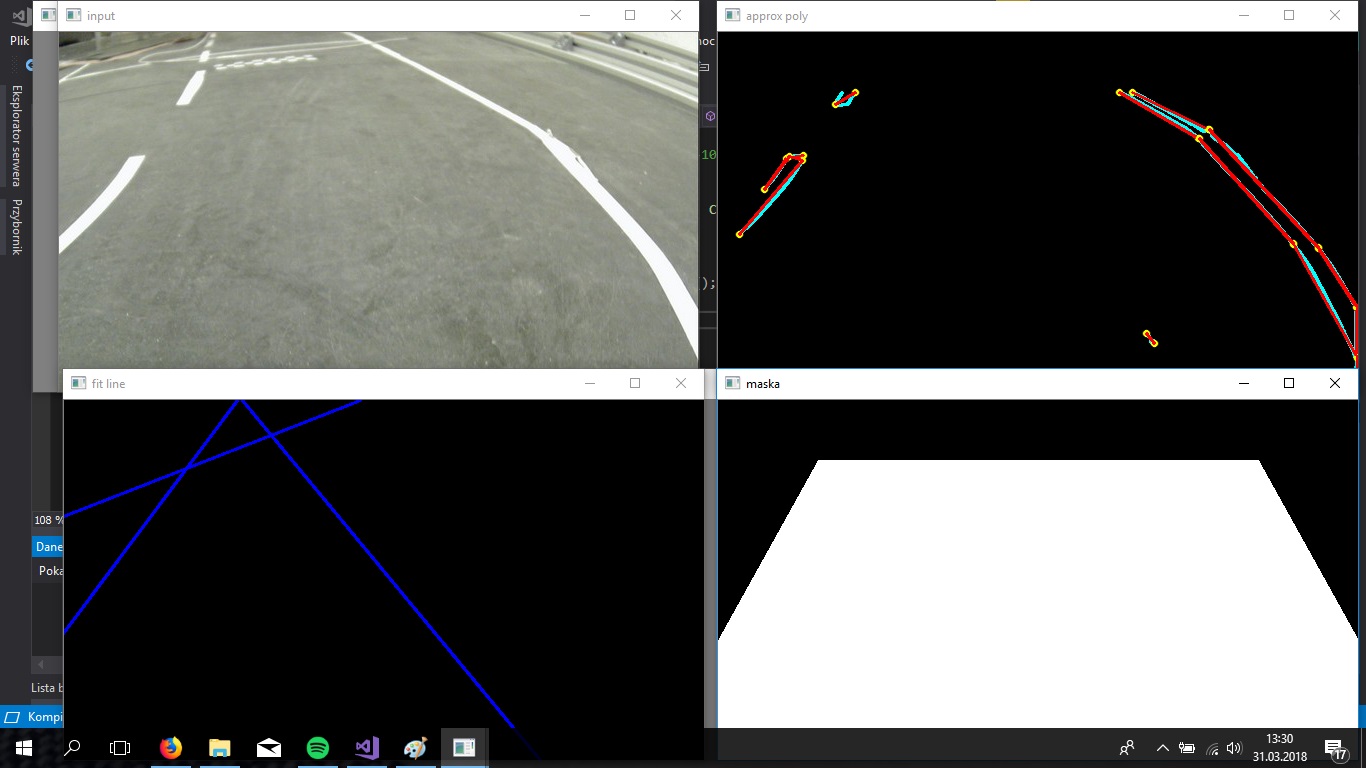 input
approx poly
Plik
noc
Eksplorator serwera
Przybornik
10
C
);
fit line
maska
108 %
Dane
Poka
Lista b
Kompi
13:30
31.03.2018
17